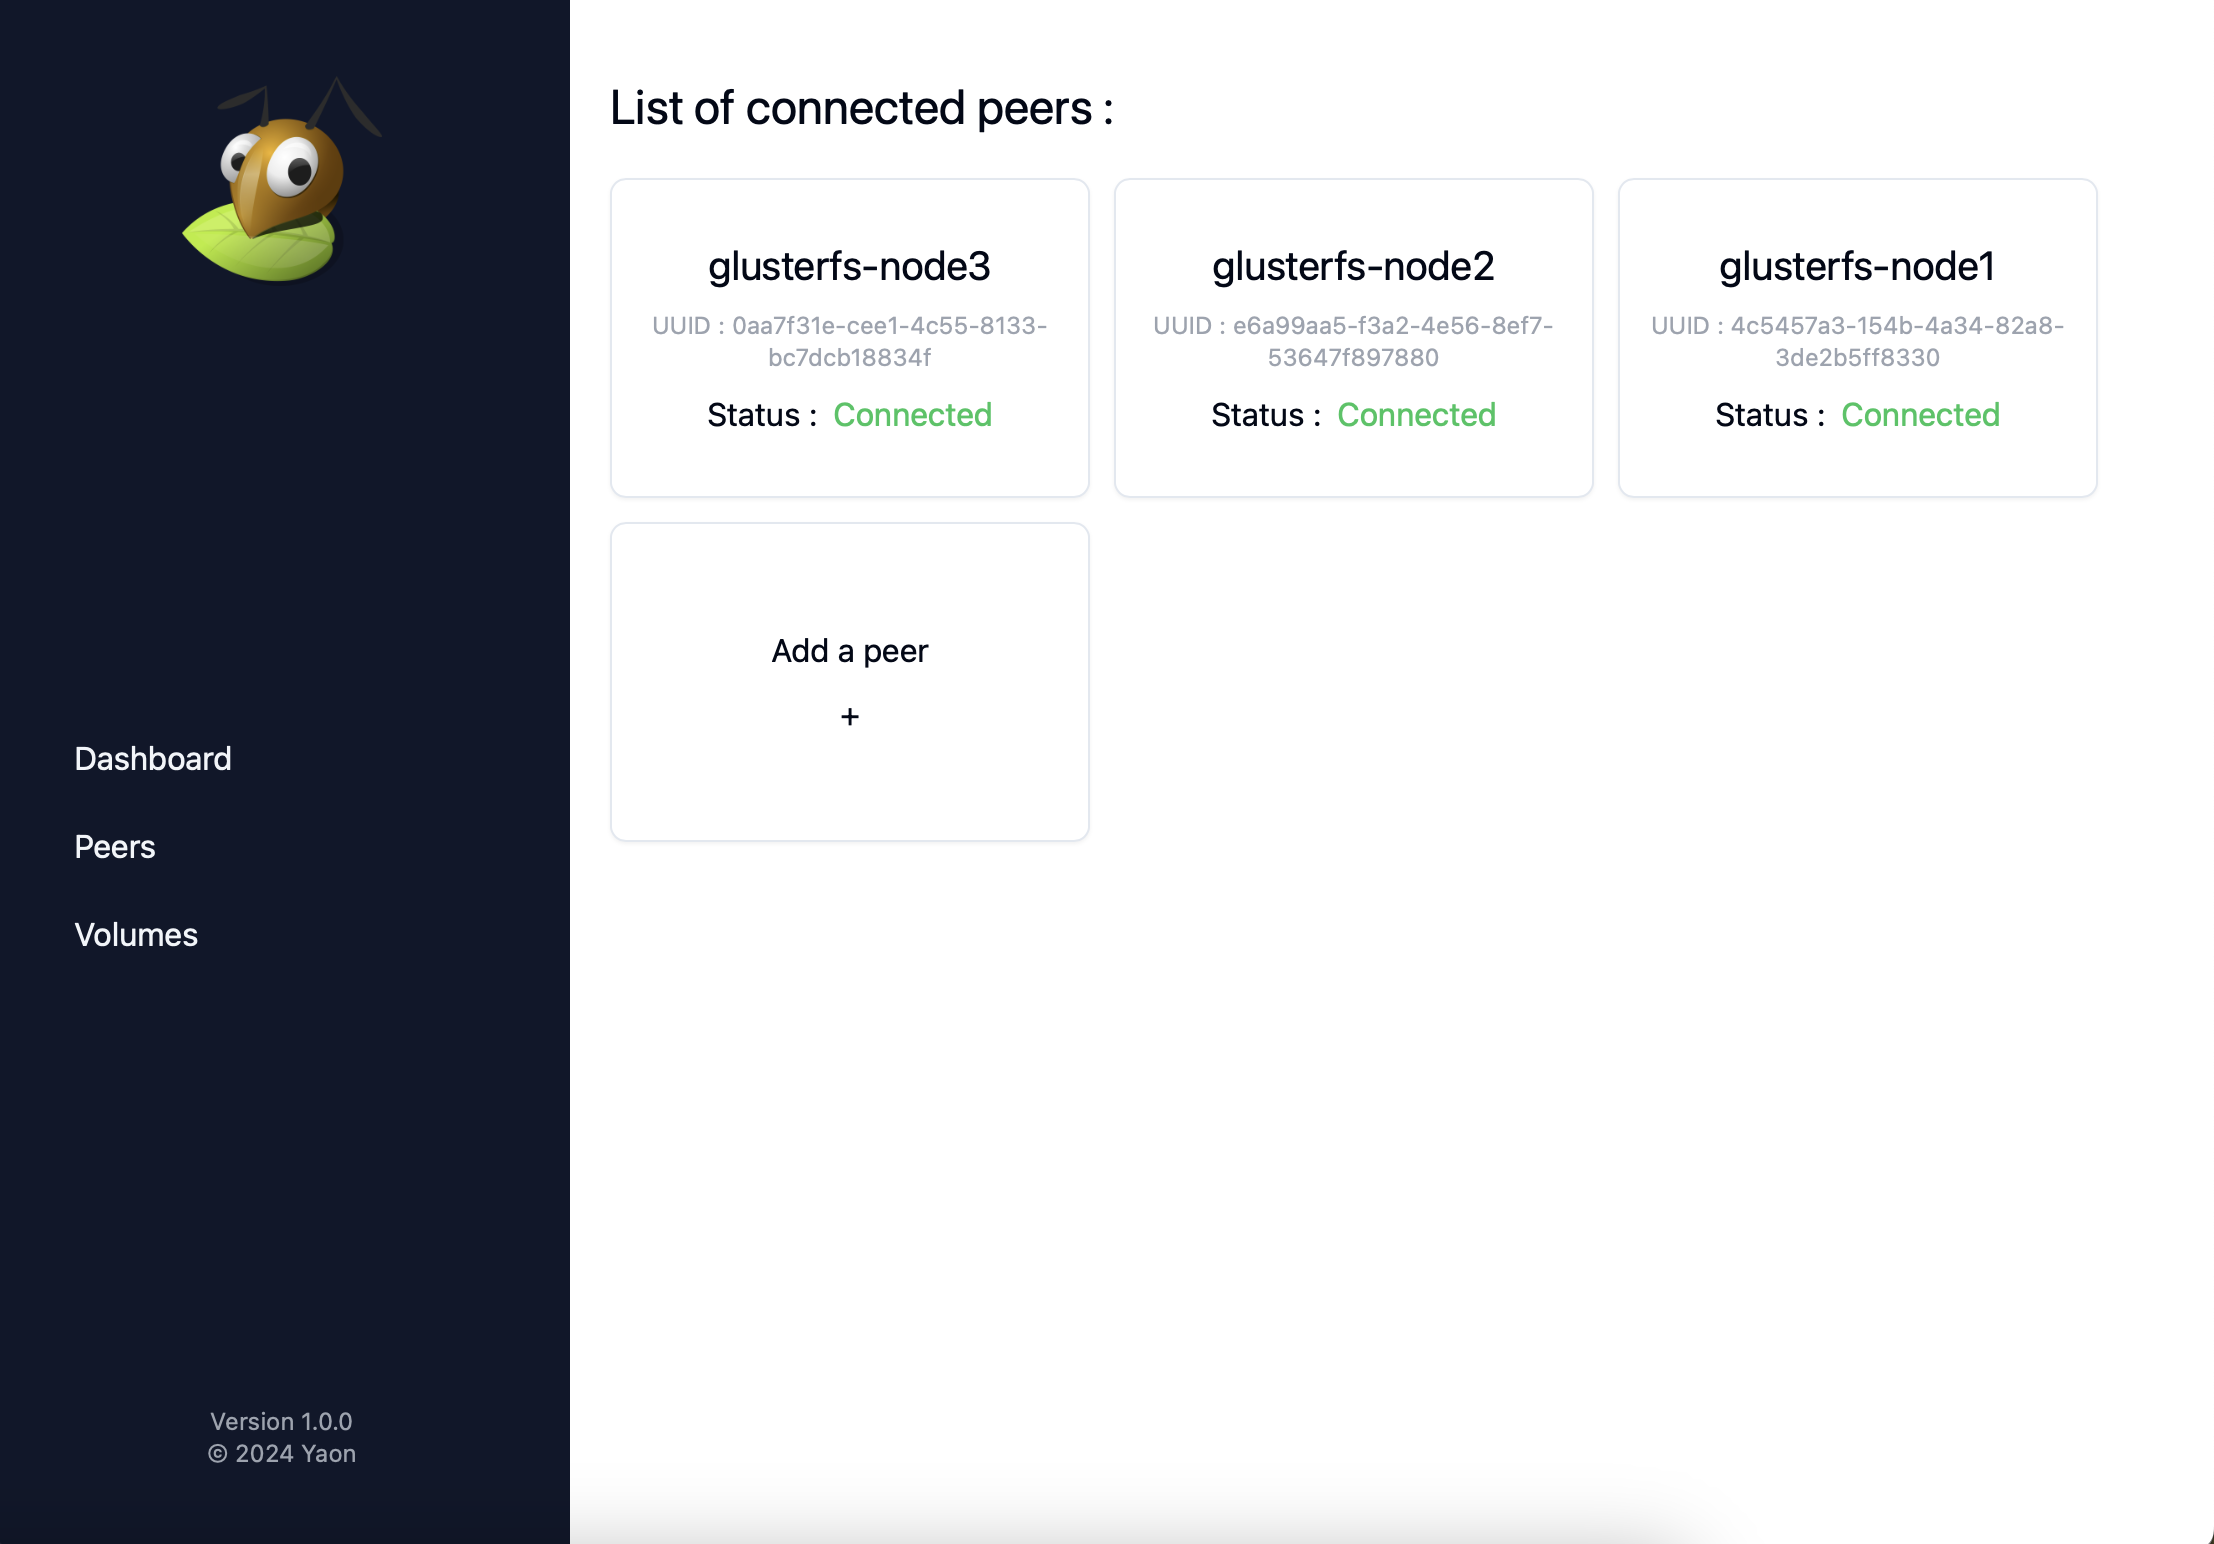 List of connected peers :
glusterfs-node3
UUID : 0aa7f31e-cee1-4c55-8133-
bc7dcb18834f
Status : Connected
glusterfs-node2
UUID : e6a99aa5-f3a2-4e56-8ef7-
53647f897880
Status : Connected
glusterfs-node1
UUID : 4c5457a3-154b-4a34-82a8-
3de2b5ff8330
Status : Connected
Add a peer
+
Dashboard
Peers
Volumes
Version 1.0.0
© 2024 Yaon